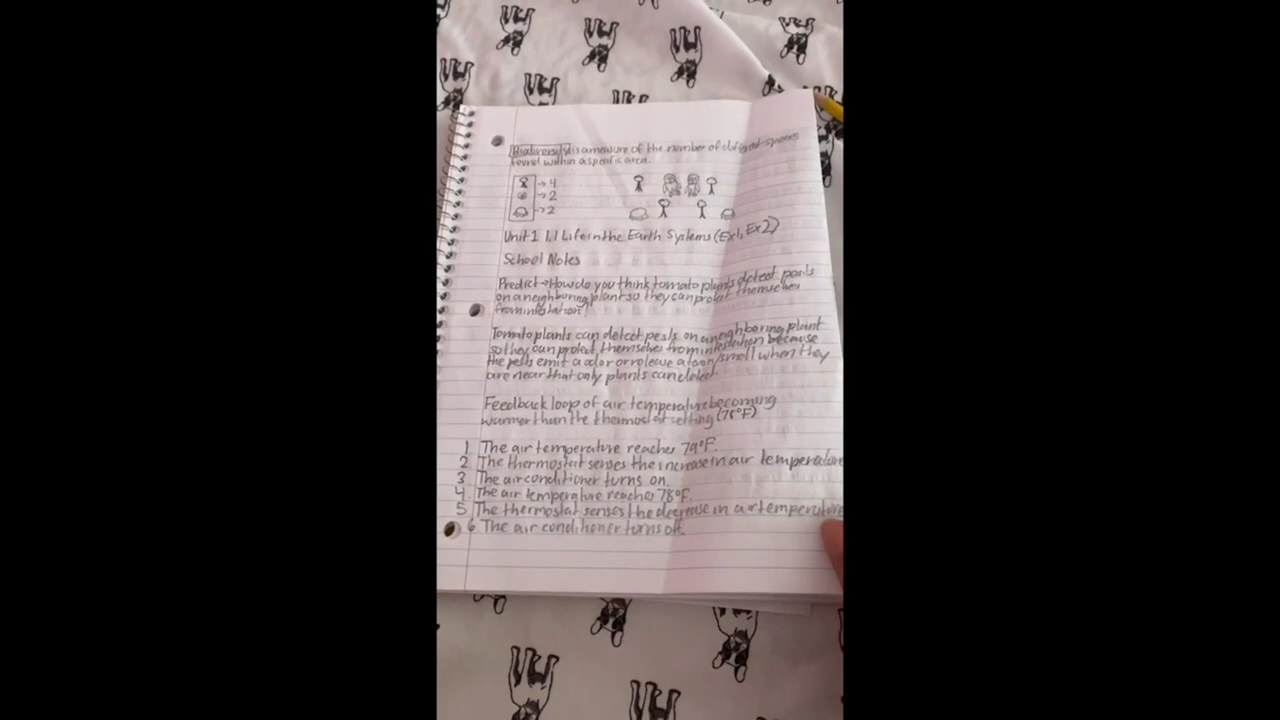 Biodiversity is a measure of the number of different species
found within a specific area.
→ 4
→ 2
→ 2
Unit 1 1.1 Life in the Earth Systems (Ex1, Ex2)
School Notes
Predict → How do you think tomato plants detect pests
on a neighboring plant so they can protect themselves
from infestation?
Tomato plants can detect pests on a neighboring plant
so they can protect themselves from infestation because
the pests emit a odor or release a toxin/smell when they
are near that only plants can detect.
Feedback loop of air temperature becoming
warmer than the thermostat setting (78°F)
1 The air temperature reaches 79°F.
2 The thermostat senses the increase in air temperature
3 The air conditioner turns on.
4. The air temperature reaches 78°F.
5 The thermostat senses the decrease in air temperature
6 The air conditioner turns off.